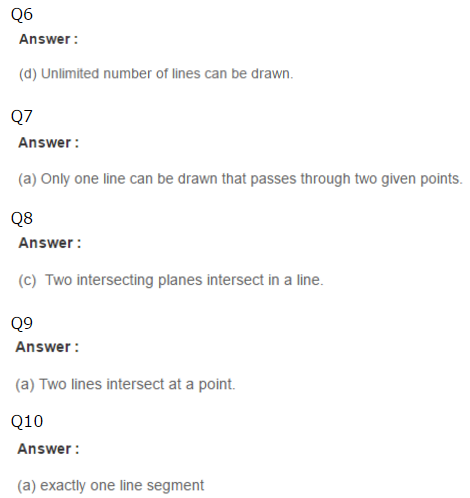 Q6
Answer :
(d) Unlimited number of lines can be drawn.
Q7
Answer :
(a) Only one line can be drawn that passes through two given points.
Q8
Answer :
(c) Two intersecting planes intersect in a line.
Q9
Answer :
(a) Two lines intersect at a point.
Q10
Answer :
(a) exactly one line segment